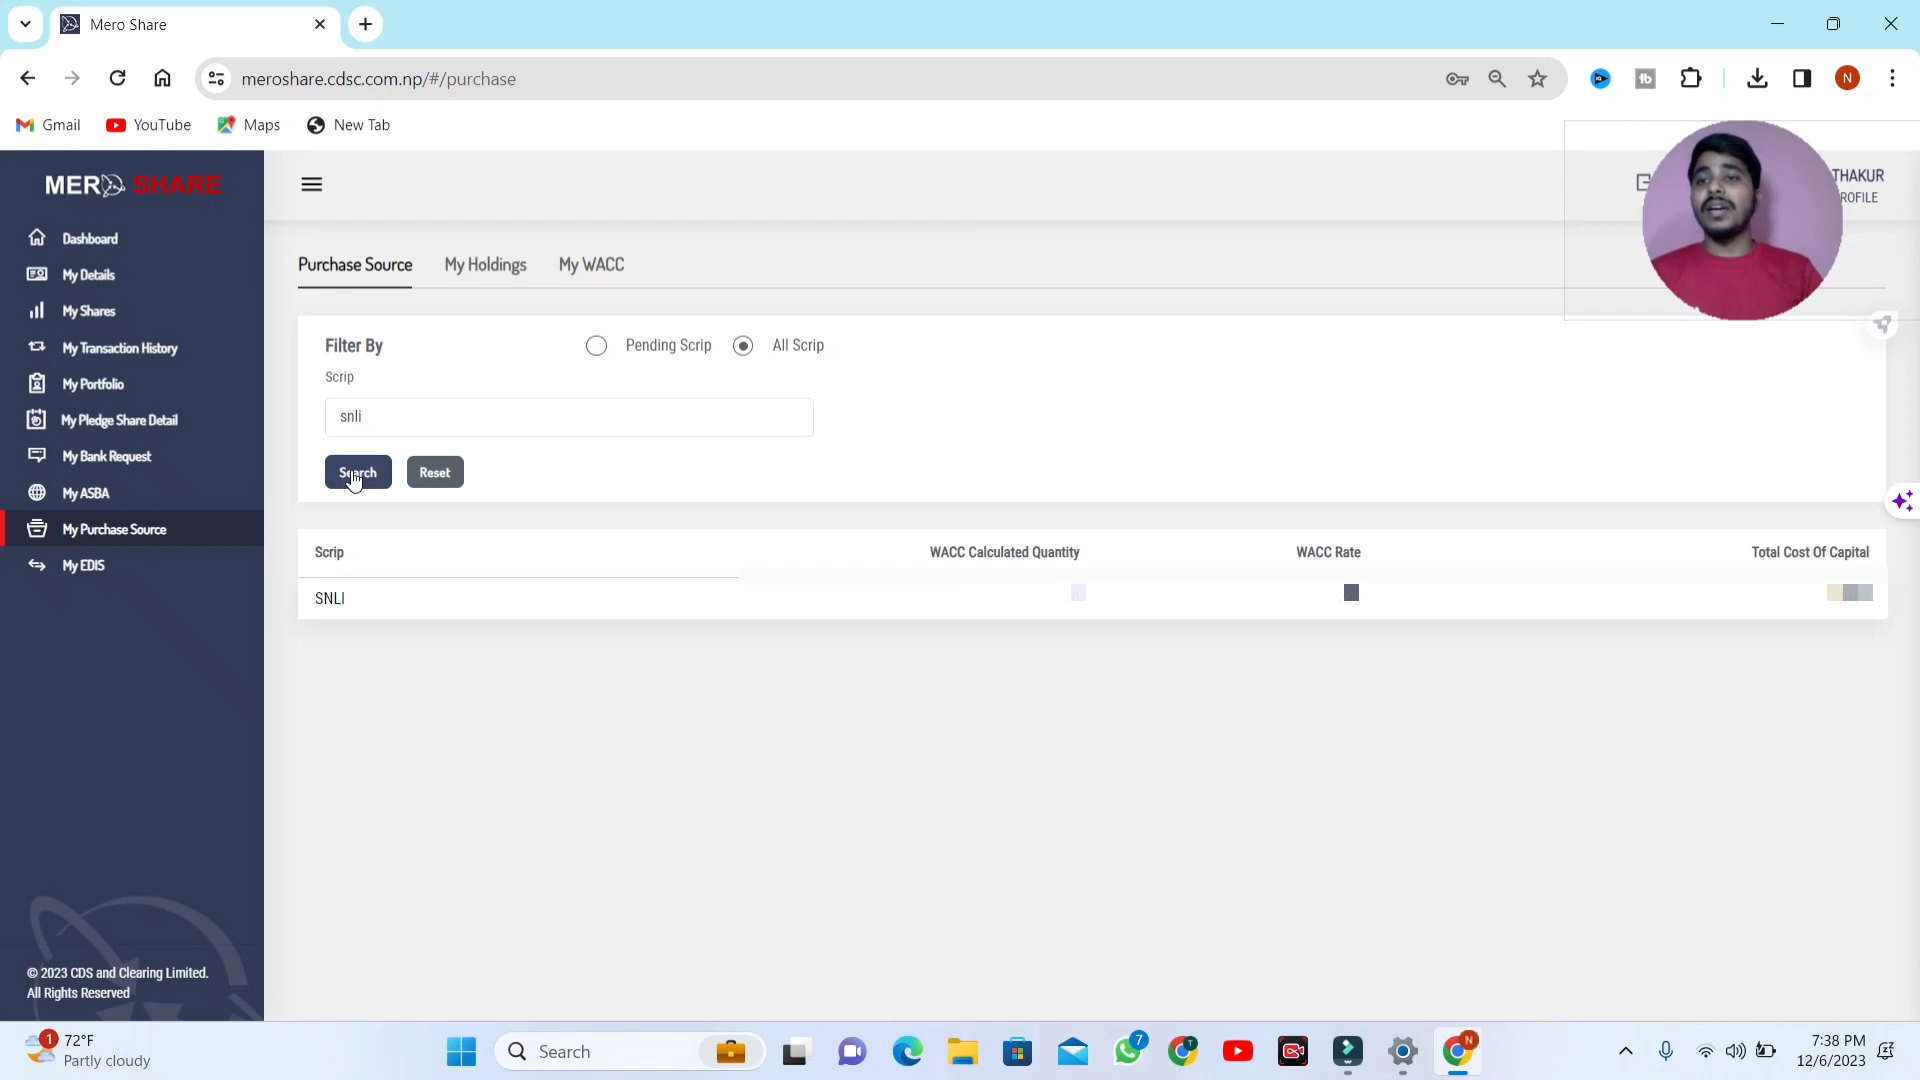 Mero Share
meroshare.cdsc.com.np/#/purchase
N
Gmail
YouTube
Maps
New Tab
MERO SHARE
THAKUR
ROFILE
Dashboard
My Details
My Shares
My Transaction History
My Portfolio
My Pledge Share Detail
My Bank Request
My ASBA
My Purchase Source
My EDIS
© 2023 CDS and Clearing Limited.
All Rights Reserved
Purchase Source My Holdings My WACC
Filter By Pending Scrip All Scrip
Scrip
snli
Search Reset
Scrip WACC Calculated Quantity WACC Rate Total Cost Of Capital
SNLI
1
72°F
Partly cloudy
Search
7
T
N
7:38 PM
12/6/2023